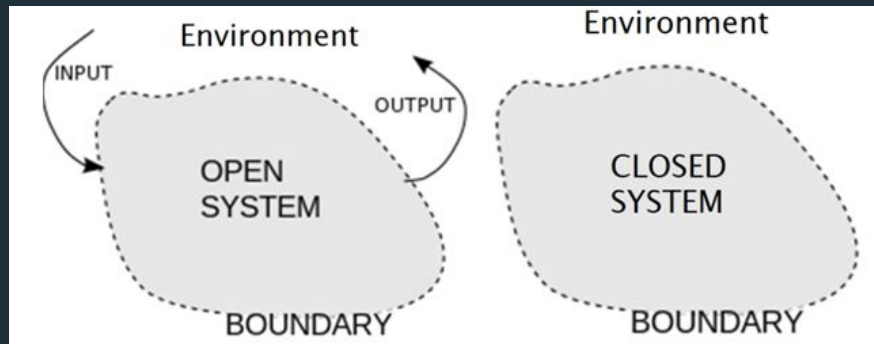 Environment
INPUT
OUTPUT
OPEN
SYSTEM
BOUNDARY
Environment
CLOSED
SYSTEM
BOUNDARY